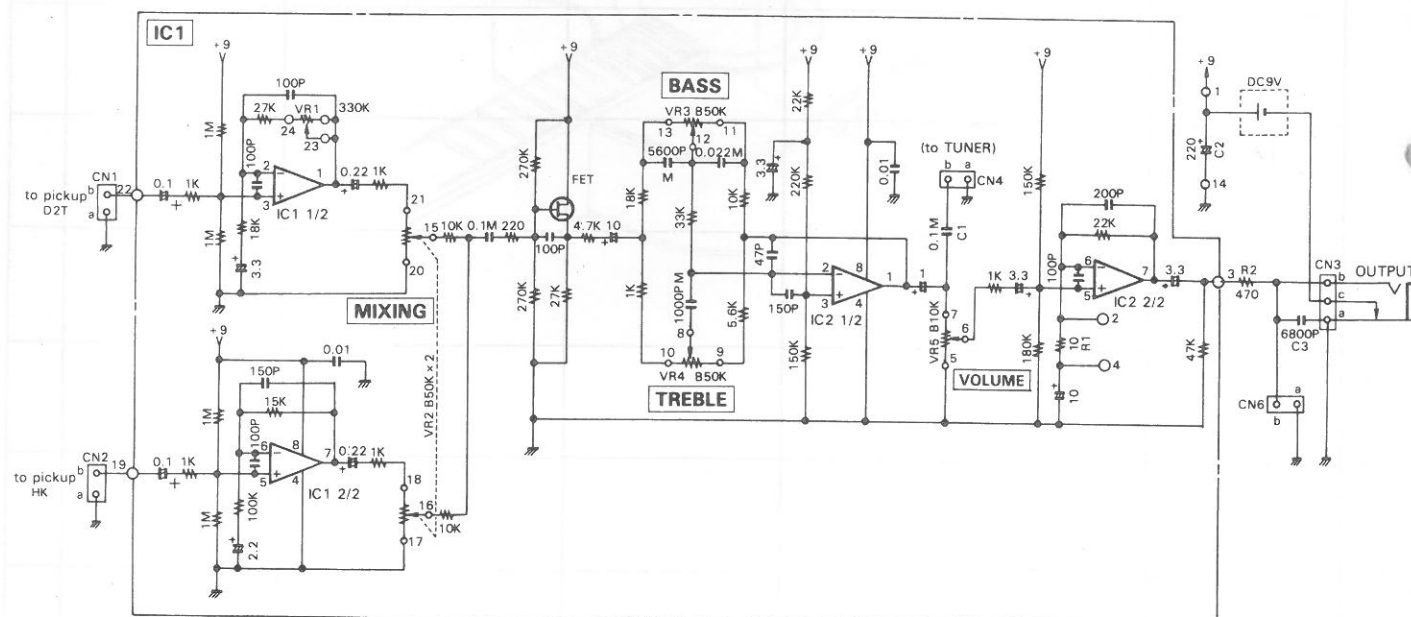 IC1
+9
100P
27K
VR1
330K
24
23
1M
100P
2
1
3
0.22
1K
IC1 1/2
CN1
b
22
to pickup
D2T
a
0.1
+
1K
18K
+
3.3
1M
21
15
20
10K
0.1M
220
MIXING
+9
270K
FET
100P
4.7K
10
+
270K
27K
VR2 B50K × 2
+9
0.01
150P
15K
1M
100P
6
8
7
5
4
0.22
+
1K
IC1 2/2
CN2
b
19
to pickup
HK
a
0.1
+
1K
100K
+
2.2
1M
18
16
17
10K
BASS
VR3 B50K
13
11
12
5600P
M
0.022M
18K
33K
10K
47P
1K
1000PM
150P
5.6K
8
10
9
VR4
B50K
TREBLE
+9
22K
3.3
+
220K
150K
+9
0.01
2
8
1
3
4
IC2 1/2
1
+
(to TUNER)
b
a
CN4
0.1M
C1
7
6
5
VR5 B10K
VOLUME
1K
3.3
+
+9
150K
180K
200P
22K
100P
6
7
5
IC2 2/2
2
10
R1
4
+
10
3.3
+
47K
+9
1
DC9V
+
220
C2
14
3
R2
470
CN3
OUTPUT
b
c
a
6800P
C3
CN6
a
b